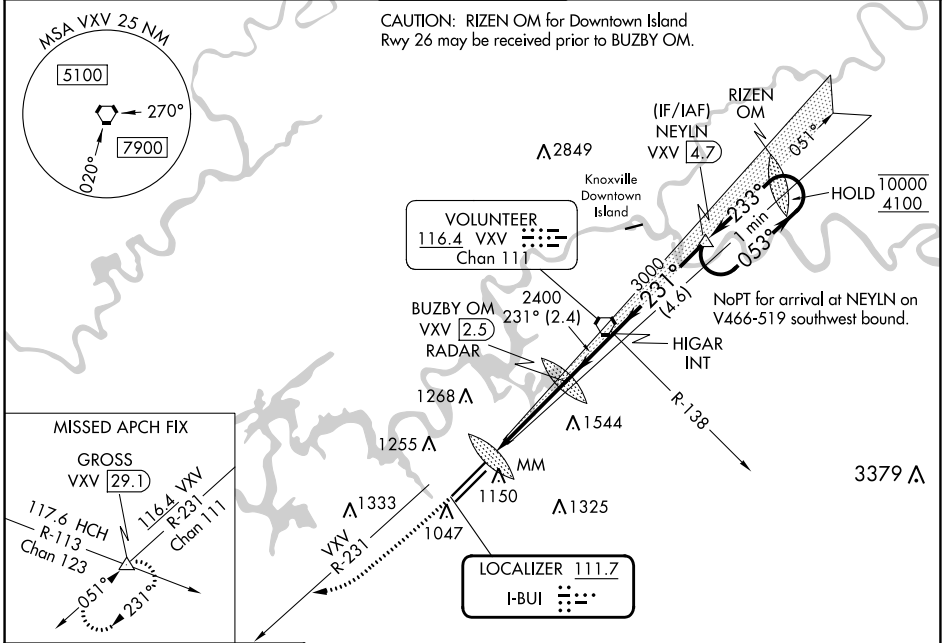 MSA VXV 25 NM
5100
270°
7900
020°
CAUTION: RIZEN OM for Downtown Island
Rwy 26 may be received prior to BUZBY OM.
RIZEN
OM
(IF/IAF)
NEYLN
VXV 4.7
051°
2849
Knoxville
Downtown
Island
HOLD
10000
4100
233°
1 min
053°
VOLUNTEER
116.4 VXV
Chan 111
3000
231°
(4.6)
NoPT for arrival at NEYLN on
V466-519 southwest bound.
2400
231° (2.4)
BUZBY OM
VXV 2.5
RADAR
HIGAR
INT
R-138
1268
1544
1255
MM
1150
3379
1333
1047
1325
VXV
R-231
LOCALIZER 111.7
I-BUI
MISSED APCH FIX
GROSS
VXV 29.1
116.4 VXV
R-231
Chan 111
117.6 HCH
R-113
Chan 123
051°
231°